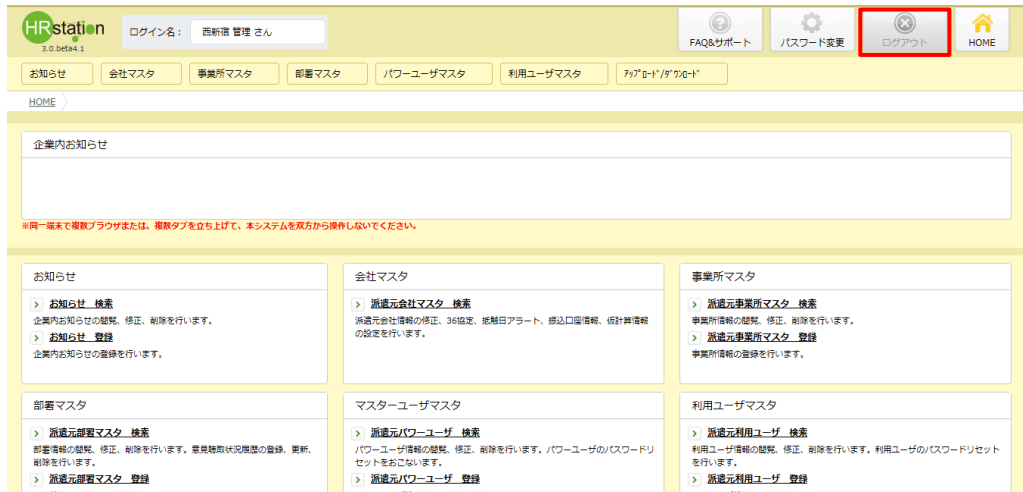 HRstation
3.0.beta4.1
ログイン名： 西新宿 管理 さん
FAQ&サポート パスワード変更 ログアウト HOME
お知らせ 会社マスタ 事業所マスタ 部署マスタ パワーユーザマスタ 利用ユーザマスタ ｱｯﾌﾟﾛｰﾄﾞ/ﾀﾞｳﾝﾛｰﾄﾞ
HOME
企業内お知らせ
※同一端末で複数ブラウザまたは、複数タブを立ち上げて、本システムを双方から操作しないでください。
お知らせ
お知らせ 検索
企業内お知らせの閲覧、修正、削除を行います。
お知らせ 登録
企業内お知らせの登録を行います。
会社マスタ
派遣元会社マスタ 検索
派遣元会社情報の修正、36協定、抵触日アラート、振込口座情報、仮計算情報
の設定を行います。
事業所マスタ
派遣元事業所マスタ 検索
事業所情報の閲覧、修正、削除を行います。
派遣元事業所マスタ 登録
事業所情報の登録を行います。
部署マスタ
派遣元部署マスタ 検索
部署情報の閲覧、修正、削除を行います。意見聴取状況履歴の登録、更新、
削除を行います。
派遣元部署マスタ 登録
マスターユーザマスタ
派遣元パワーユーザ 検索
パワーユーザ情報の閲覧、修正、削除を行います。パワーユーザのパスワードリ
セットをおこないます。
派遣元パワーユーザ 登録
利用ユーザマスタ
派遣元利用ユーザ 検索
利用ユーザ情報の閲覧、修正、削除を行います。利用ユーザのパスワードリセット
を行います。
派遣元利用ユーザ 登録